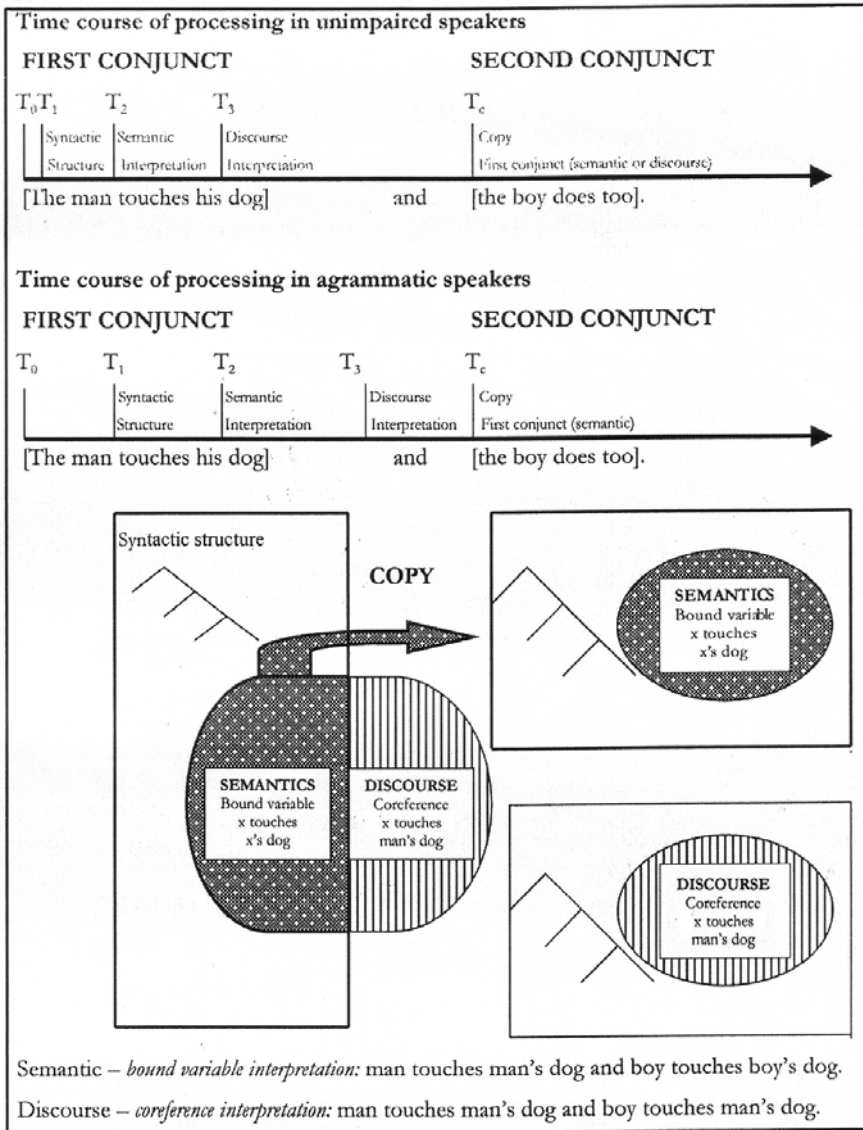 Time course of processing in unimpaired speakers
FIRST CONJUNCT SECOND CONJUNCT
T0 T1 T2 T3 Tc
Syntactic Semantic Discourse Copy
Structure Interpretation Interpretation First conjunct (semantic or discourse)
[The man touches his dog] and [the boy does too].
Time course of processing in agrammatic speakers
FIRST CONJUNCT SECOND CONJUNCT
T0 T1 T2 T3 Tc
Syntactic Semantic Discourse Copy
Structure Interpretation Interpretation First conjunct (semantic)
[The man touches his dog] and [the boy does too].
Syntactic structure
COPY
SEMANTICS
Bound variable
x touches
x's dog
DISCOURSE
Coreference
x touches
man's dog
SEMANTICS
Bound variable
x touches
x's dog
DISCOURSE
Coreference
x touches
man's dog
Semantic – bound variable interpretation: man touches man's dog and boy touches boy's dog.
Discourse – coreference interpretation: man touches man's dog and boy touches man's dog.